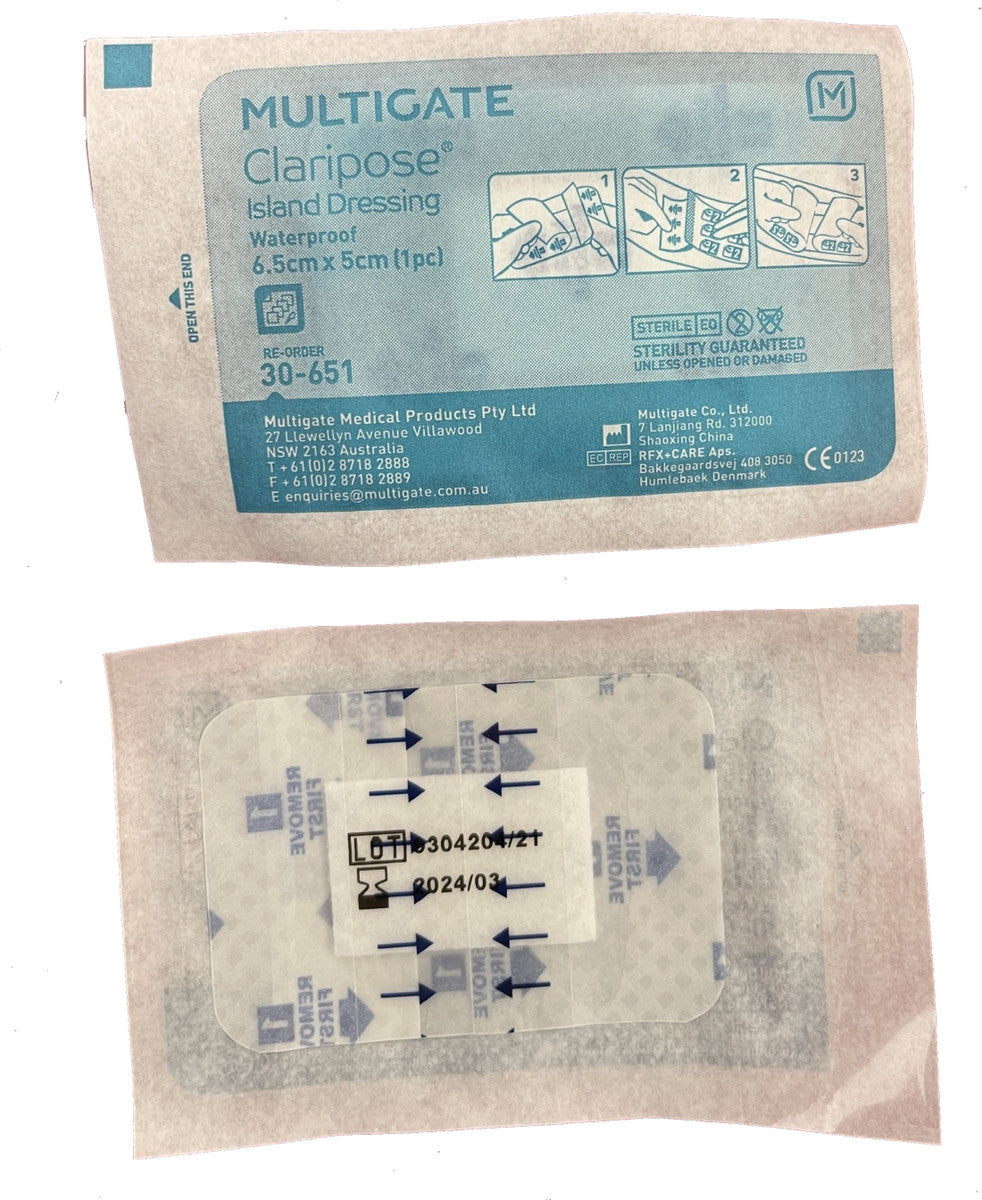 MULTIGATE
M
Claripose®
Island Dressing
Waterproof
6.5cm x 5cm (1pc)
1
2
3
OPEN THIS END
RE-ORDER
30-651
STERILE EO
STERILITY GUARANTEED
UNLESS OPENED OR DAMAGED
Multigate Medical Products Pty Ltd
27 Llewellyn Avenue Villawood
NSW 2163 Australia
T +61(0)2 8718 2888
F +61(0)2 8718 2889
E enquiries@multigate.com.au
Multigate Co., Ltd.
7 Lanjiang Rd. 312000
Shaoxing China
EC REP RFX+CARE Aps.
Bakkegaardsvej 408 3050
Humlebaek Denmark
CE 0123
FIRST
REMOVE
1
LOT
2024/03
FIRST
REMOVE
FIRST
REMOVE
1